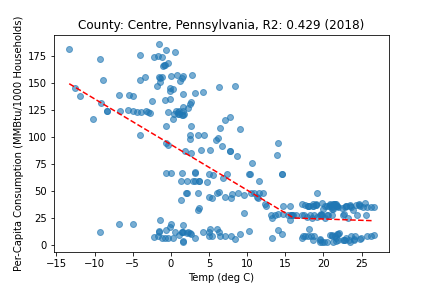 County: Centre, Pennsylvania, R2: 0.429 (2018)
Per-Capita Consumption (MMBtu/1000 Households)
175
150
125
100
75
50
25
0
−15 −10 −5 0 5 10 15 20 25
Temp (deg C)